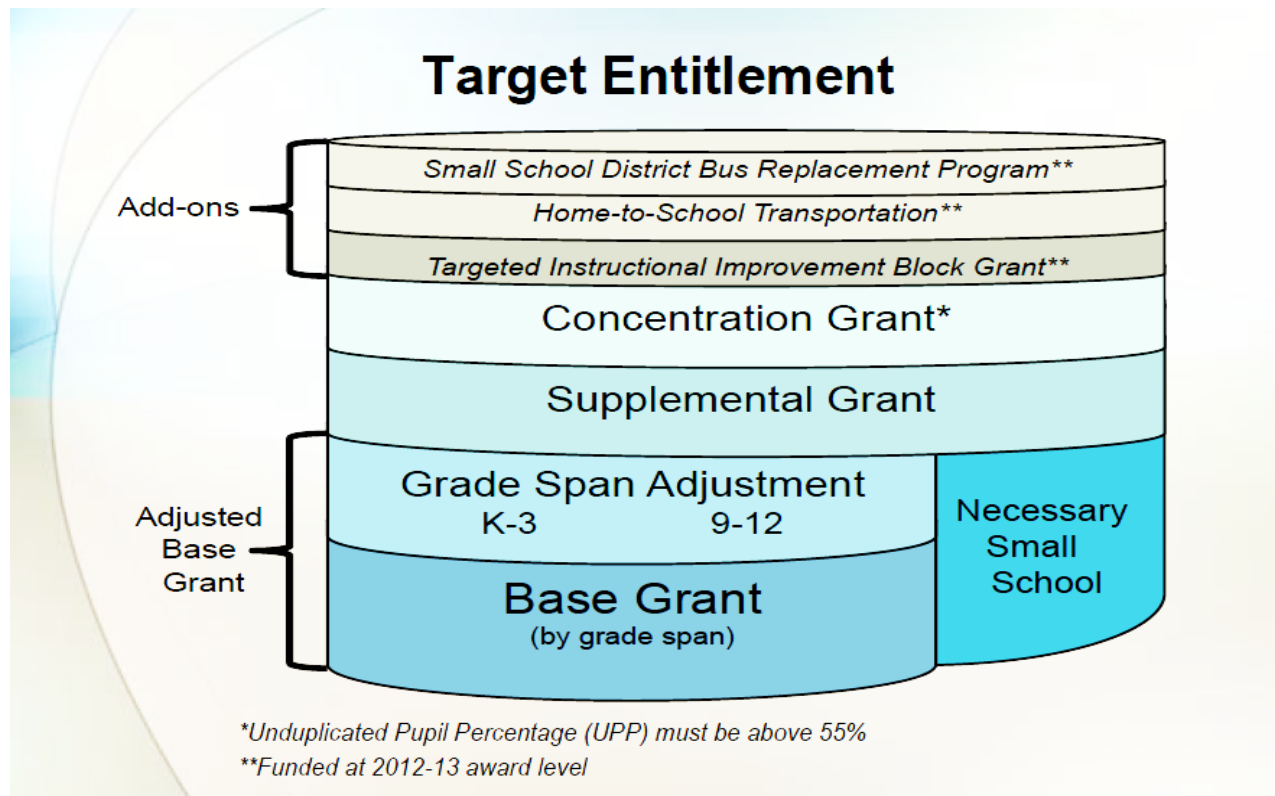 Target Entitlement
Add-ons
Small School District Bus Replacement Program**
Home-to-School Transportation**
Targeted Instructional Improvement Block Grant**
Concentration Grant*
Supplemental Grant
Adjusted
Base
Grant
Grade Span Adjustment
K-3 9-12
Base Grant
(by grade span)
Necessary
Small
School
*Unduplicated Pupil Percentage (UPP) must be above 55%
**Funded at 2012-13 award level